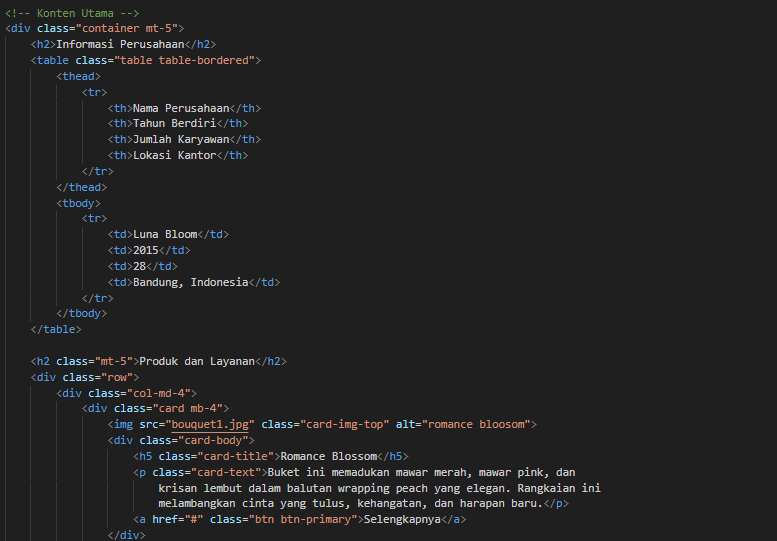 <!-- Konten Utama -->
<div class="container mt-5">
    <h2>Informasi Perusahaan</h2>
    <table class="table table-bordered">
        <thead>
            <tr>
                <th>Nama Perusahaan</th>
                <th>Tahun Berdiri</th>
                <th>Jumlah Karyawan</th>
                <th>Lokasi Kantor</th>
            </tr>
        </thead>
        <tbody>
            <tr>
                <td>Luna Bloom</td>
                <td>2015</td>
                <td>28</td>
                <td>Bandung, Indonesia</td>
            </tr>
        </tbody>
    </table>

    <h2 class="mt-5">Produk dan Layanan</h2>
    <div class="row">
        <div class="col-md-4">
            <div class="card mb-4">
                <img src="bouquet1.jpg" class="card-img-top" alt="romance bloosom">
                <div class="card-body">
                    <h5 class="card-title">Romance Blossom</h5>
                    <p class="card-text">Buket ini memadukan mawar merah, mawar pink, dan
                        krisan lembut dalam balutan wrapping peach yang elegan. Rangkaian ini
                        melambangkan cinta yang tulus, kehangatan, dan harapan baru.</p>
                    <a href="#" class="btn btn-primary">Selengkapnya</a>
                </div>